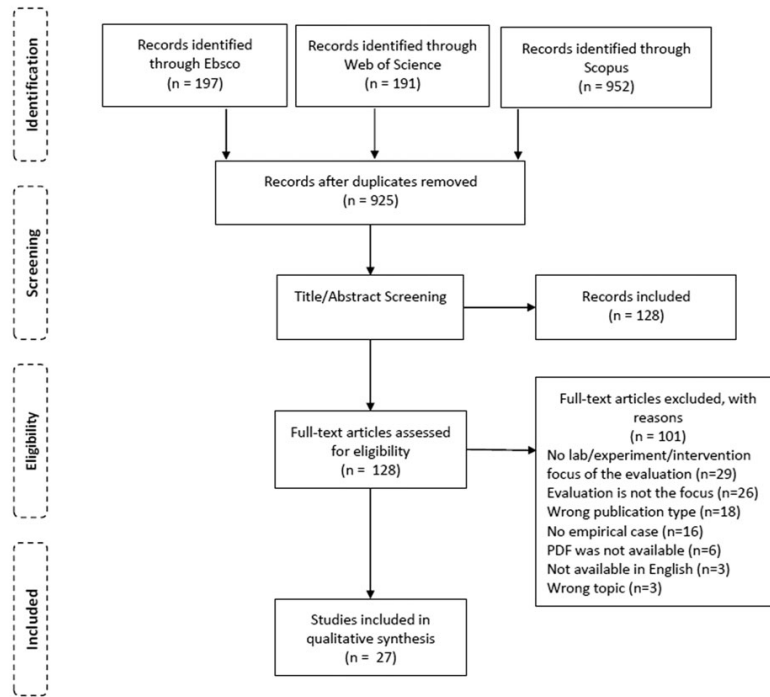 Identification
Records identified
through Ebsco
(n = 197)
Records identified through
Web of Science
(n = 191)
Records identified through
Scopus
(n = 952)
Records after duplicates removed
(n = 925)
Screening
Title/Abstract Screening
Records included
(n = 128)
Eligibility
Full-text articles assessed
for eligibility
(n = 128)
Full-text articles excluded, with
reasons
(n = 101)
No lab/experiment/intervention
focus of the evaluation (n=29)
Evaluation is not the focus (n=26)
Wrong publication type (n=18)
No empirical case (n=16)
PDF was not available (n=6)
Not available in English (n=3)
Wrong topic (n=3)
Included
Studies included in
qualitative synthesis
(n = 27)